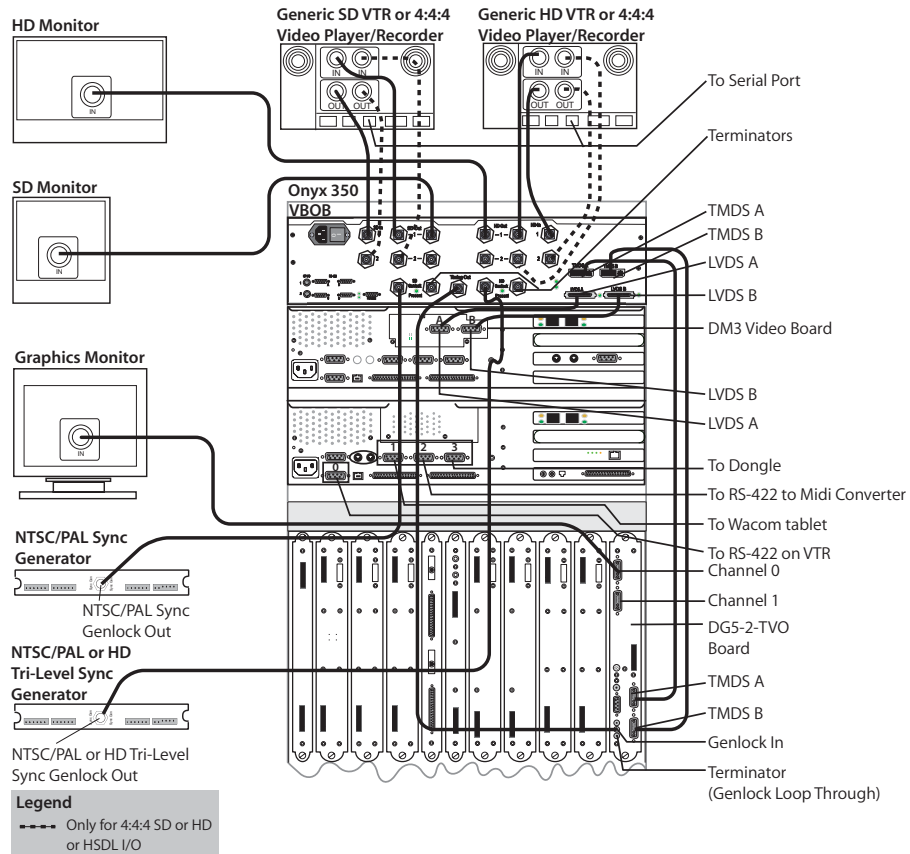 Generic SD VTR or 4:4:4
Video Player/Recorder
Generic HD VTR or 4:4:4
Video Player/Recorder
HD Monitor
IN
IN
IN
OUT
OUT
IN
IN
OUT
OUT
To Serial Port
Terminators
SD Monitor
IN
Onyx 350
VBOB
TMDS A
TMDS B
LVDS A
LVDS B
Timing Out
A
B
DM3 Video Board
Graphics Monitor
IN
LVDS B
LVDS A
1
2
3
0
To Dongle
To RS-422 to Midi Converter
To Wacom tablet
To RS-422 on VTR
Channel 0
Channel 1
DG5-2-TVO
Board
TMDS A
TMDS B
Genlock In
Terminator
(Genlock Loop Through)
NTSC/PAL Sync
Generator
NTSC/PAL Sync
Genlock Out
NTSC/PAL or HD
Tri-Level Sync
Generator
NTSC/PAL or HD Tri-Level
Sync Genlock Out
Legend
Only for 4:4:4 SD or HD
or HSDL I/O